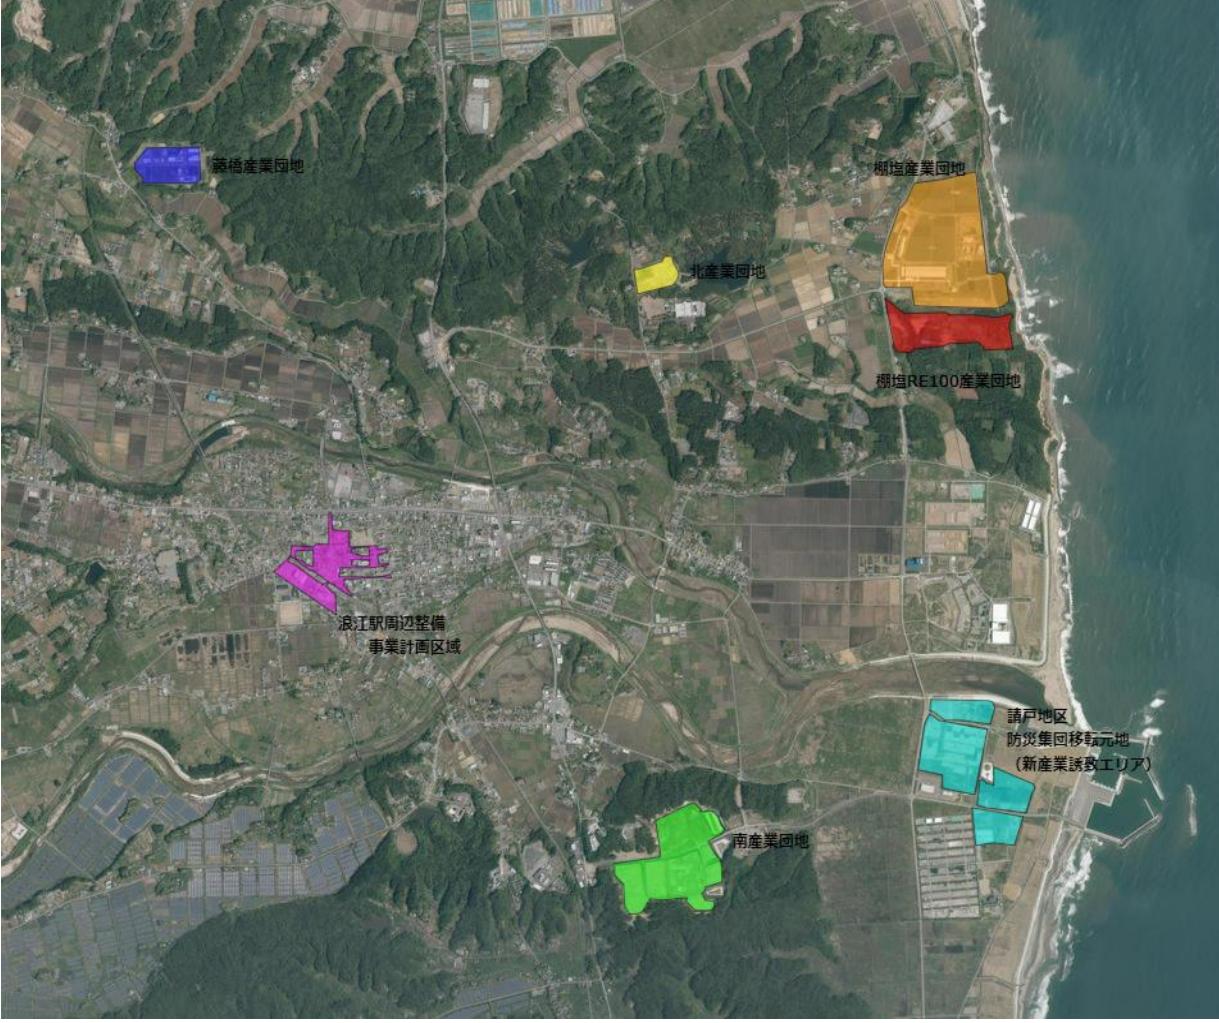 藤橋産業団地
棚塩産業団地
北産業団地
棚塩RE100産業団地
浪江駅周辺整備
事業計画区域
請戸地区
防災集団移転元地
（新産業誘致エリア）
南産業団地